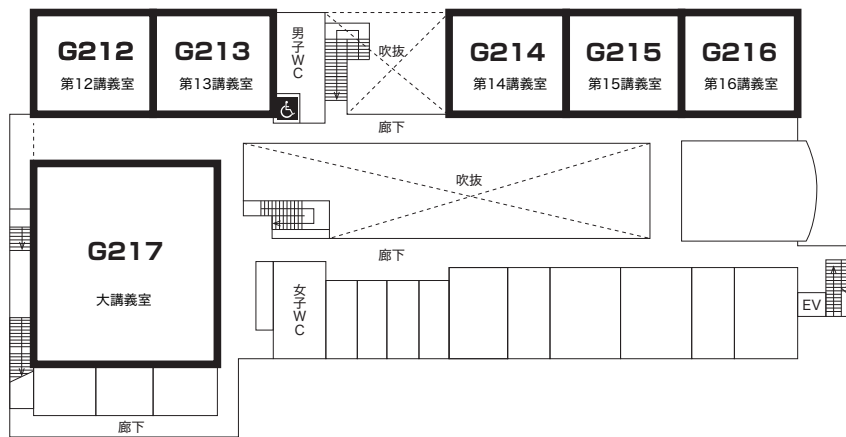 G212
第12講義室
G213
第13講義室
男子WC
吹抜
G214
第14講義室
G215
第15講義室
G216
第16講義室
廊下
吹抜
G217
大講義室
廊下
女子WC
EV
廊下